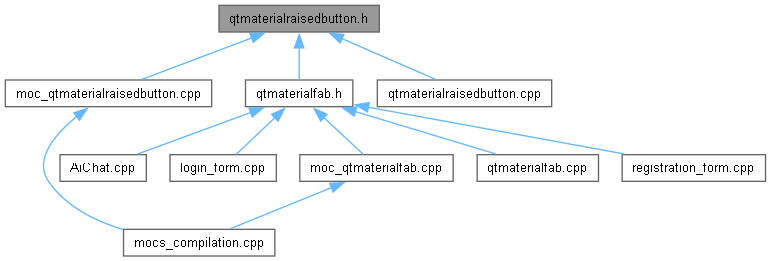 qtmaterialraisedbutton.h
moc_qtmaterialraisedbutton.cpp
qtmaterialfab.h
qtmaterialraisedbutton.cpp
AiChat.cpp
login_form.cpp
moc_qtmaterialfab.cpp
qtmaterialfab.cpp
registration_form.cpp
mocs_compilation.cpp